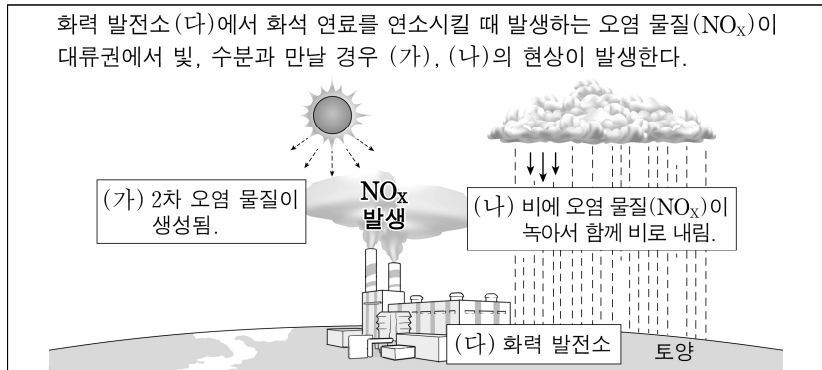 화력 발전소(다)에서 화석 연료를 연소시킬 때 발생하는 오염 물질(NOX)이
대류권에서 빛, 수분과 만날 경우 (가), (나)의 현상이 발생한다.
(가) 2차 오염 물질이
생성됨.
NOX
발생
(나) 비에 오염 물질(NOX)이
녹아서 함께 비로 내림.
(다) 화력 발전소
토양